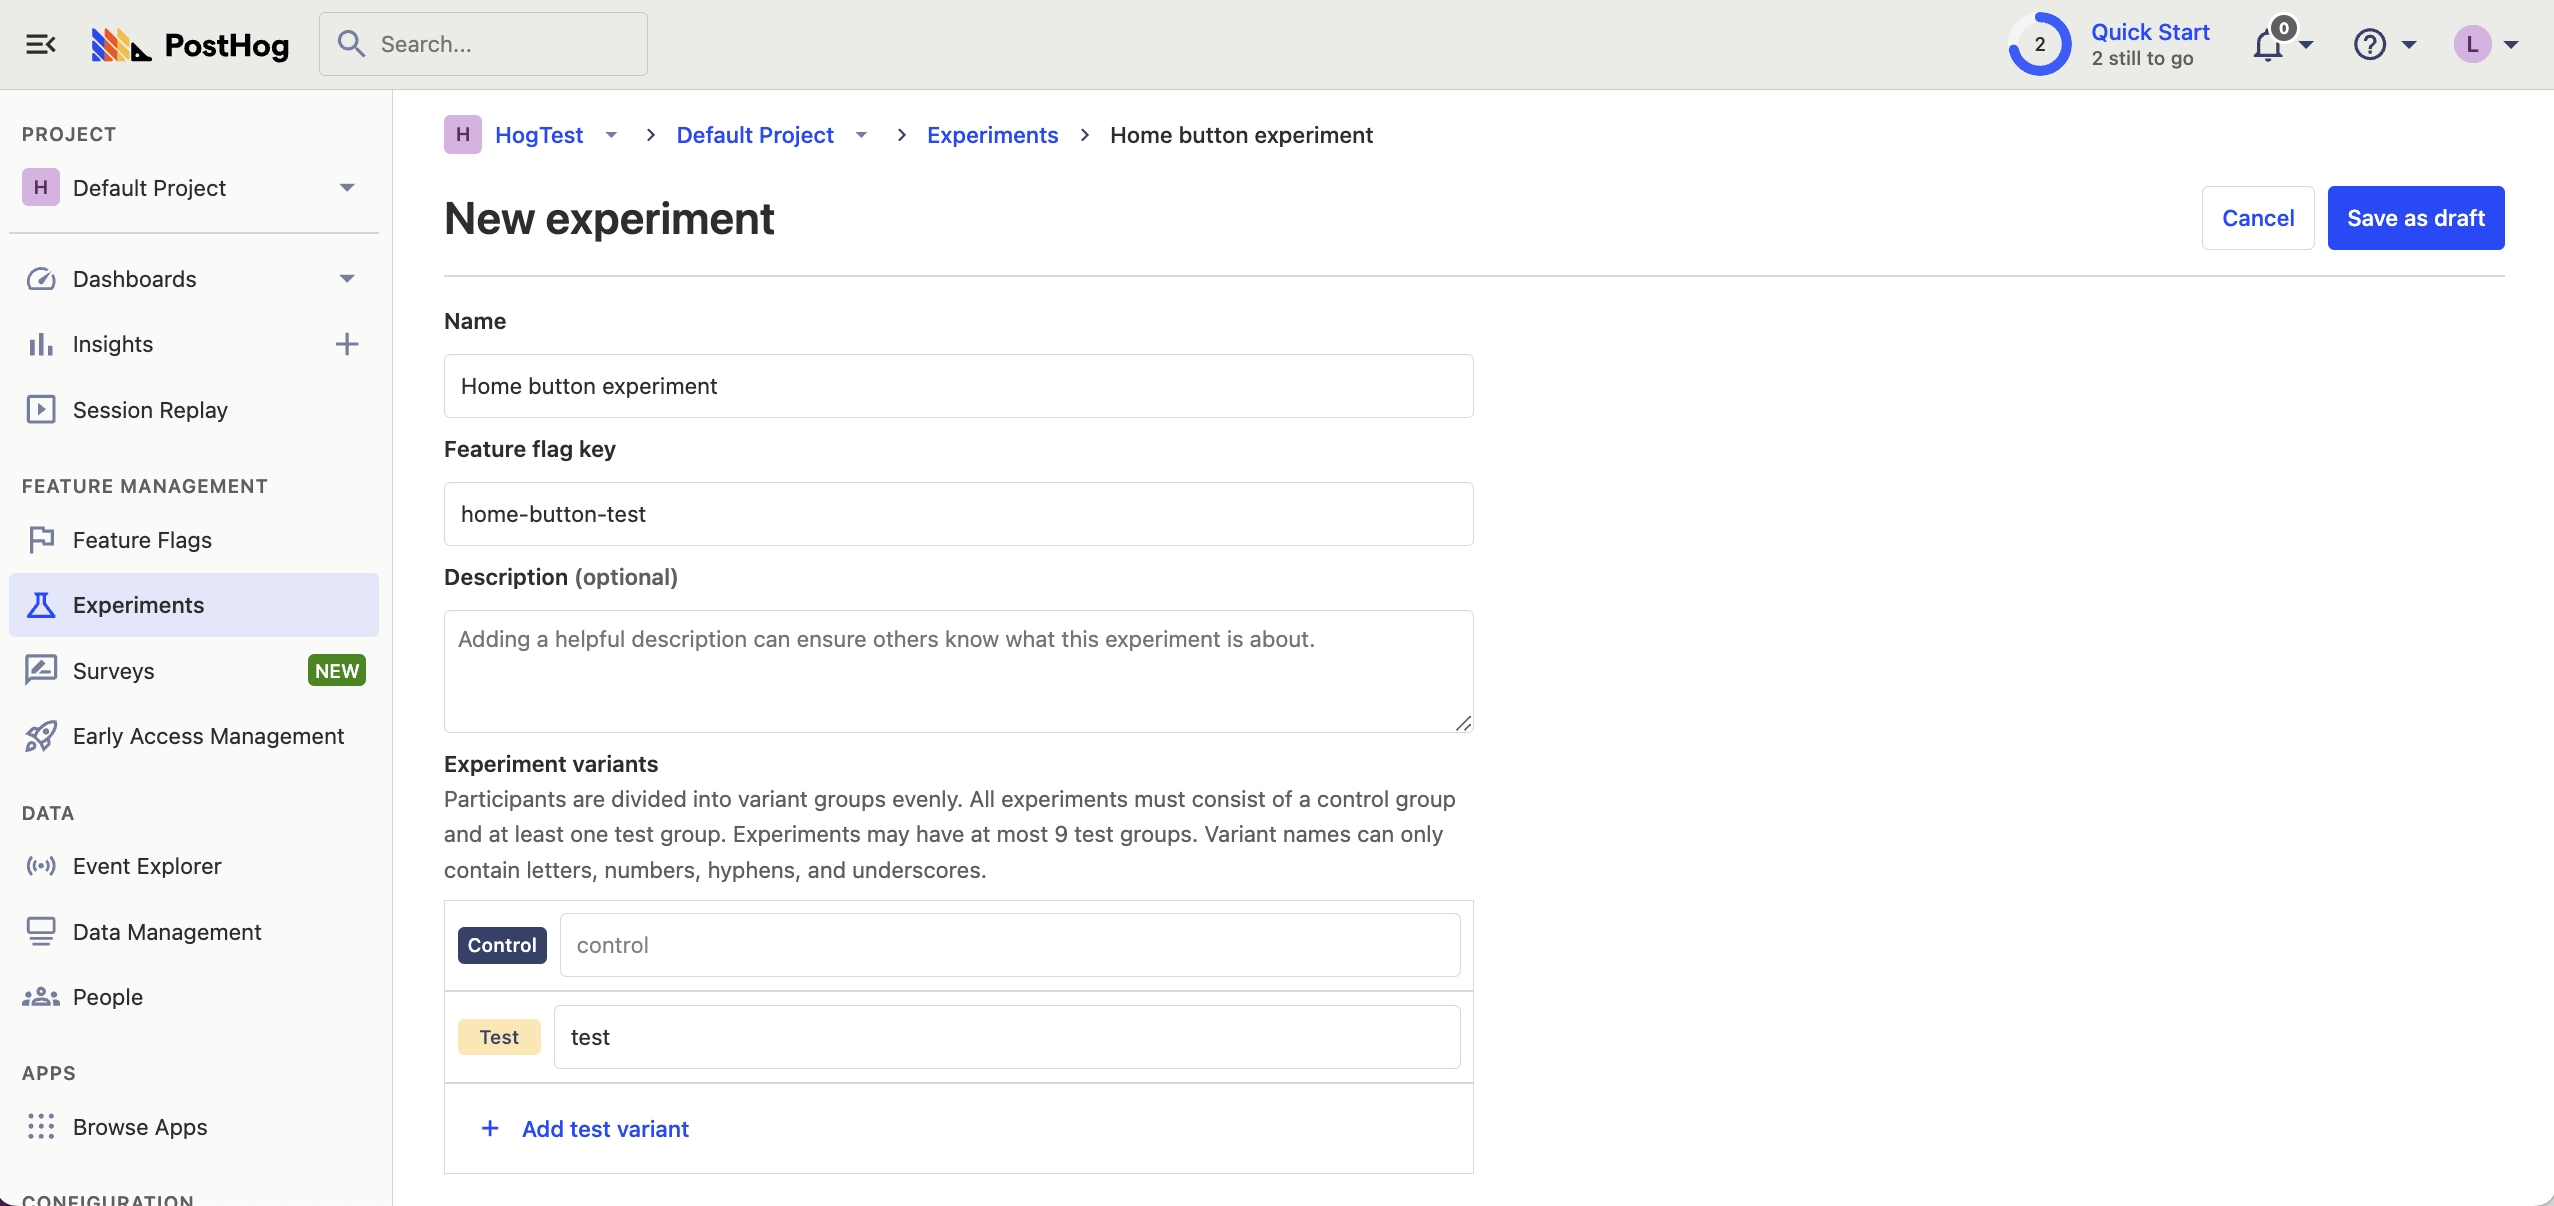 PostHog
Search...
2
Quick Start
2 still to go
0
L
PROJECT
H
Default Project
Dashboards
Insights
Session Replay
FEATURE MANAGEMENT
Feature Flags
Experiments
Surveys
NEW
Early Access Management
DATA
Event Explorer
Data Management
People
APPS
Browse Apps
CONFIGURATION
H HogTest > Default Project > Experiments > Home button experiment
New experiment
Cancel
Save as draft
Name
Home button experiment
Feature flag key
home-button-test
Description (optional)
Adding a helpful description can ensure others know what this experiment is about.
Experiment variants
Participants are divided into variant groups evenly. All experiments must consist of a control group
and at least one test group. Experiments may have at most 9 test groups. Variant names can only
contain letters, numbers, hyphens, and underscores.
Control
control
Test
test
+ Add test variant